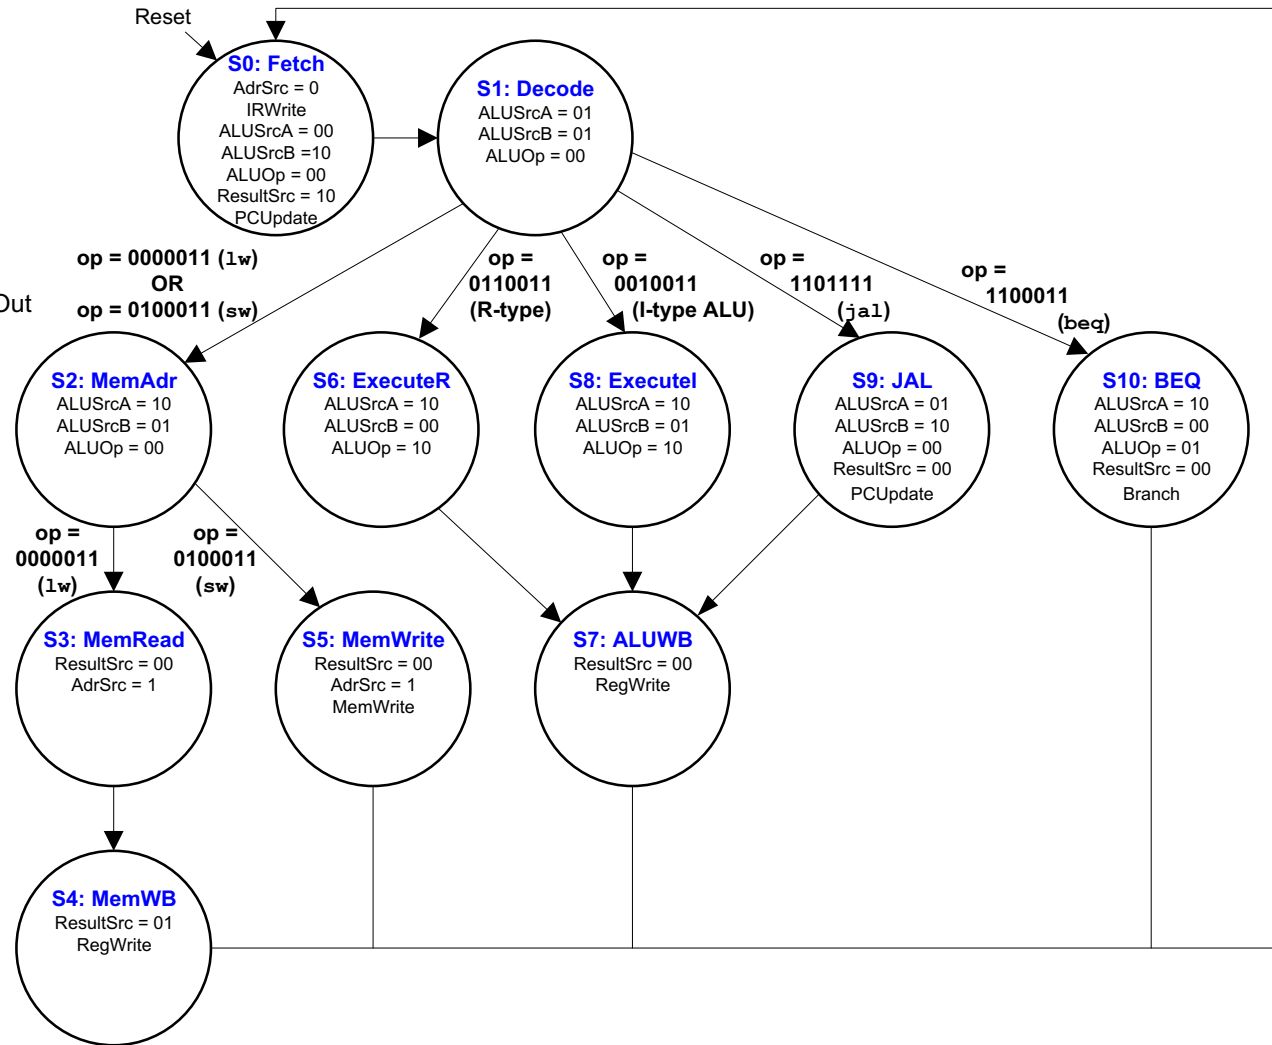 Reset
S0: Fetch
AdrSrc = 0
IRWrite
ALUSrcA = 00
ALUSrcB =10
ALUOp = 00
ResultSrc = 10
PCUpdate
S1: Decode
ALUSrcA = 01
ALUSrcB = 01
ALUOp = 00
op = 0000011 (lw)
OR
op = 0100011 (sw)
Out
op =
0110011
(R-type)
op =
0010011
(I-type ALU)
op =
1101111
(jal)
op =
1100011
(beq)
S2: MemAdr
ALUSrcA = 10
ALUSrcB = 01
ALUOp = 00
S6: ExecuteR
ALUSrcA = 10
ALUSrcB = 00
ALUOp = 10
S8: ExecuteI
ALUSrcA = 10
ALUSrcB = 01
ALUOp = 10
S9: JAL
ALUSrcA = 01
ALUSrcB = 10
ALUOp = 00
ResultSrc = 00
PCUpdate
S10: BEQ
ALUSrcA = 10
ALUSrcB = 00
ALUOp = 01
ResultSrc = 00
Branch
op =
0000011
(lw)
op =
0100011
(sw)
S3: MemRead
ResultSrc = 00
AdrSrc = 1
S5: MemWrite
ResultSrc = 00
AdrSrc = 1
MemWrite
S7: ALUWB
ResultSrc = 00
RegWrite
S4: MemWB
ResultSrc = 01
RegWrite